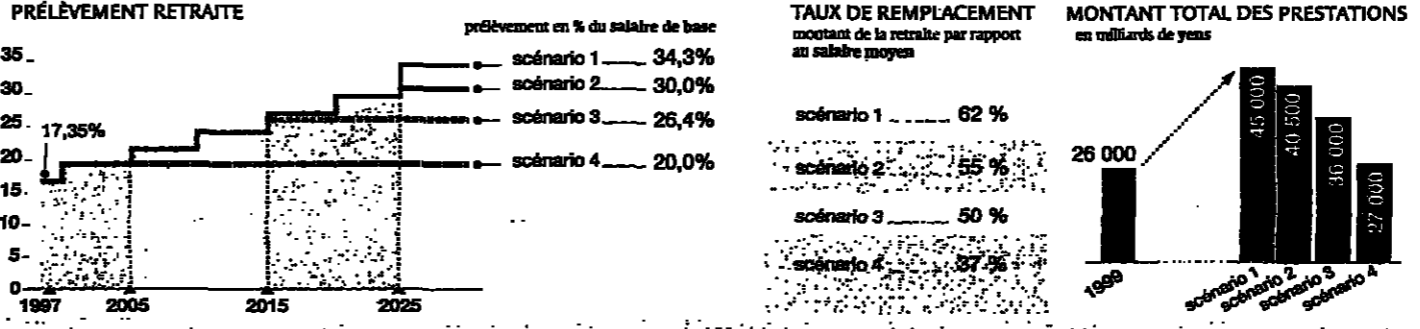 PRÉLÈVEMENT RETRAITE
prélèvement en % du salaire de base
35
30
25
20
15
10
5
0
17,35%
scénario 1 34,3%
scénario 2 30,0%
scénario 3 26,4%
scénario 4 20,0%
1997 2005 2015 2025
TAUX DE REMPLACEMENT
montant de la retraite par rapport
au salaire moyen
scénario 1 62 %
scénario 2 55 %
scénario 3 50 %
scénario 4 37 %
MONTANT TOTAL DES PRESTATIONS
en milliards de yens
26 000
45 000
40 500
36 000
27 000
1999
scénario 1
scénario 2
scénario 3
scénario 4